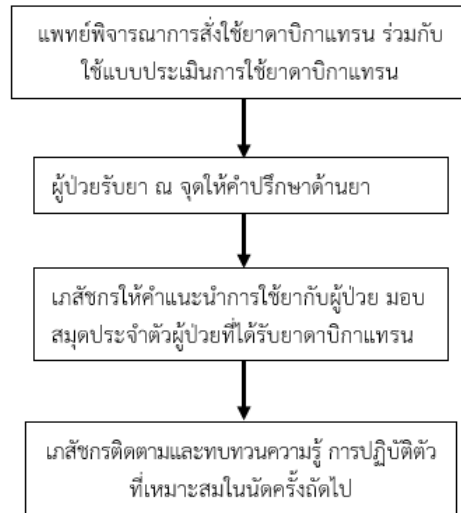 แพทย์พิจารณาการสั่งใช้ยาดาบิกาแทรน ร่วมกับ
ใช้แบบประเมินการใช้ยาดาบิกาแทรน
ผู้ป่วยรับยา ณ จุดให้คำปรึกษาด้านยา
เภสัชกรให้คำแนะนำการใช้ยากับผู้ป่วย มอบ
สมุดประจำตัวผู้ป่วยที่ได้รับยาดาบิกาแทรน
เภสัชกรติดตามและทบทวนความรู้ การปฏิบัติตัว
ที่เหมาะสมในนัดครั้งถัดไป